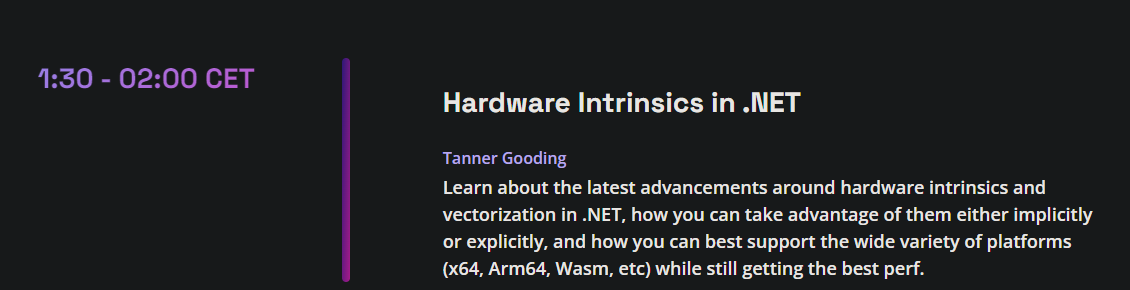 1:30 - 02:00 CET
Hardware Intrinsics in .NET
Tanner Gooding
Learn about the latest advancements around hardware intrinsics and
vectorization in .NET, how you can take advantage of them either implicitly
or explicitly, and how you can best support the wide variety of platforms
(x64, Arm64, Wasm, etc) while still getting the best perf.